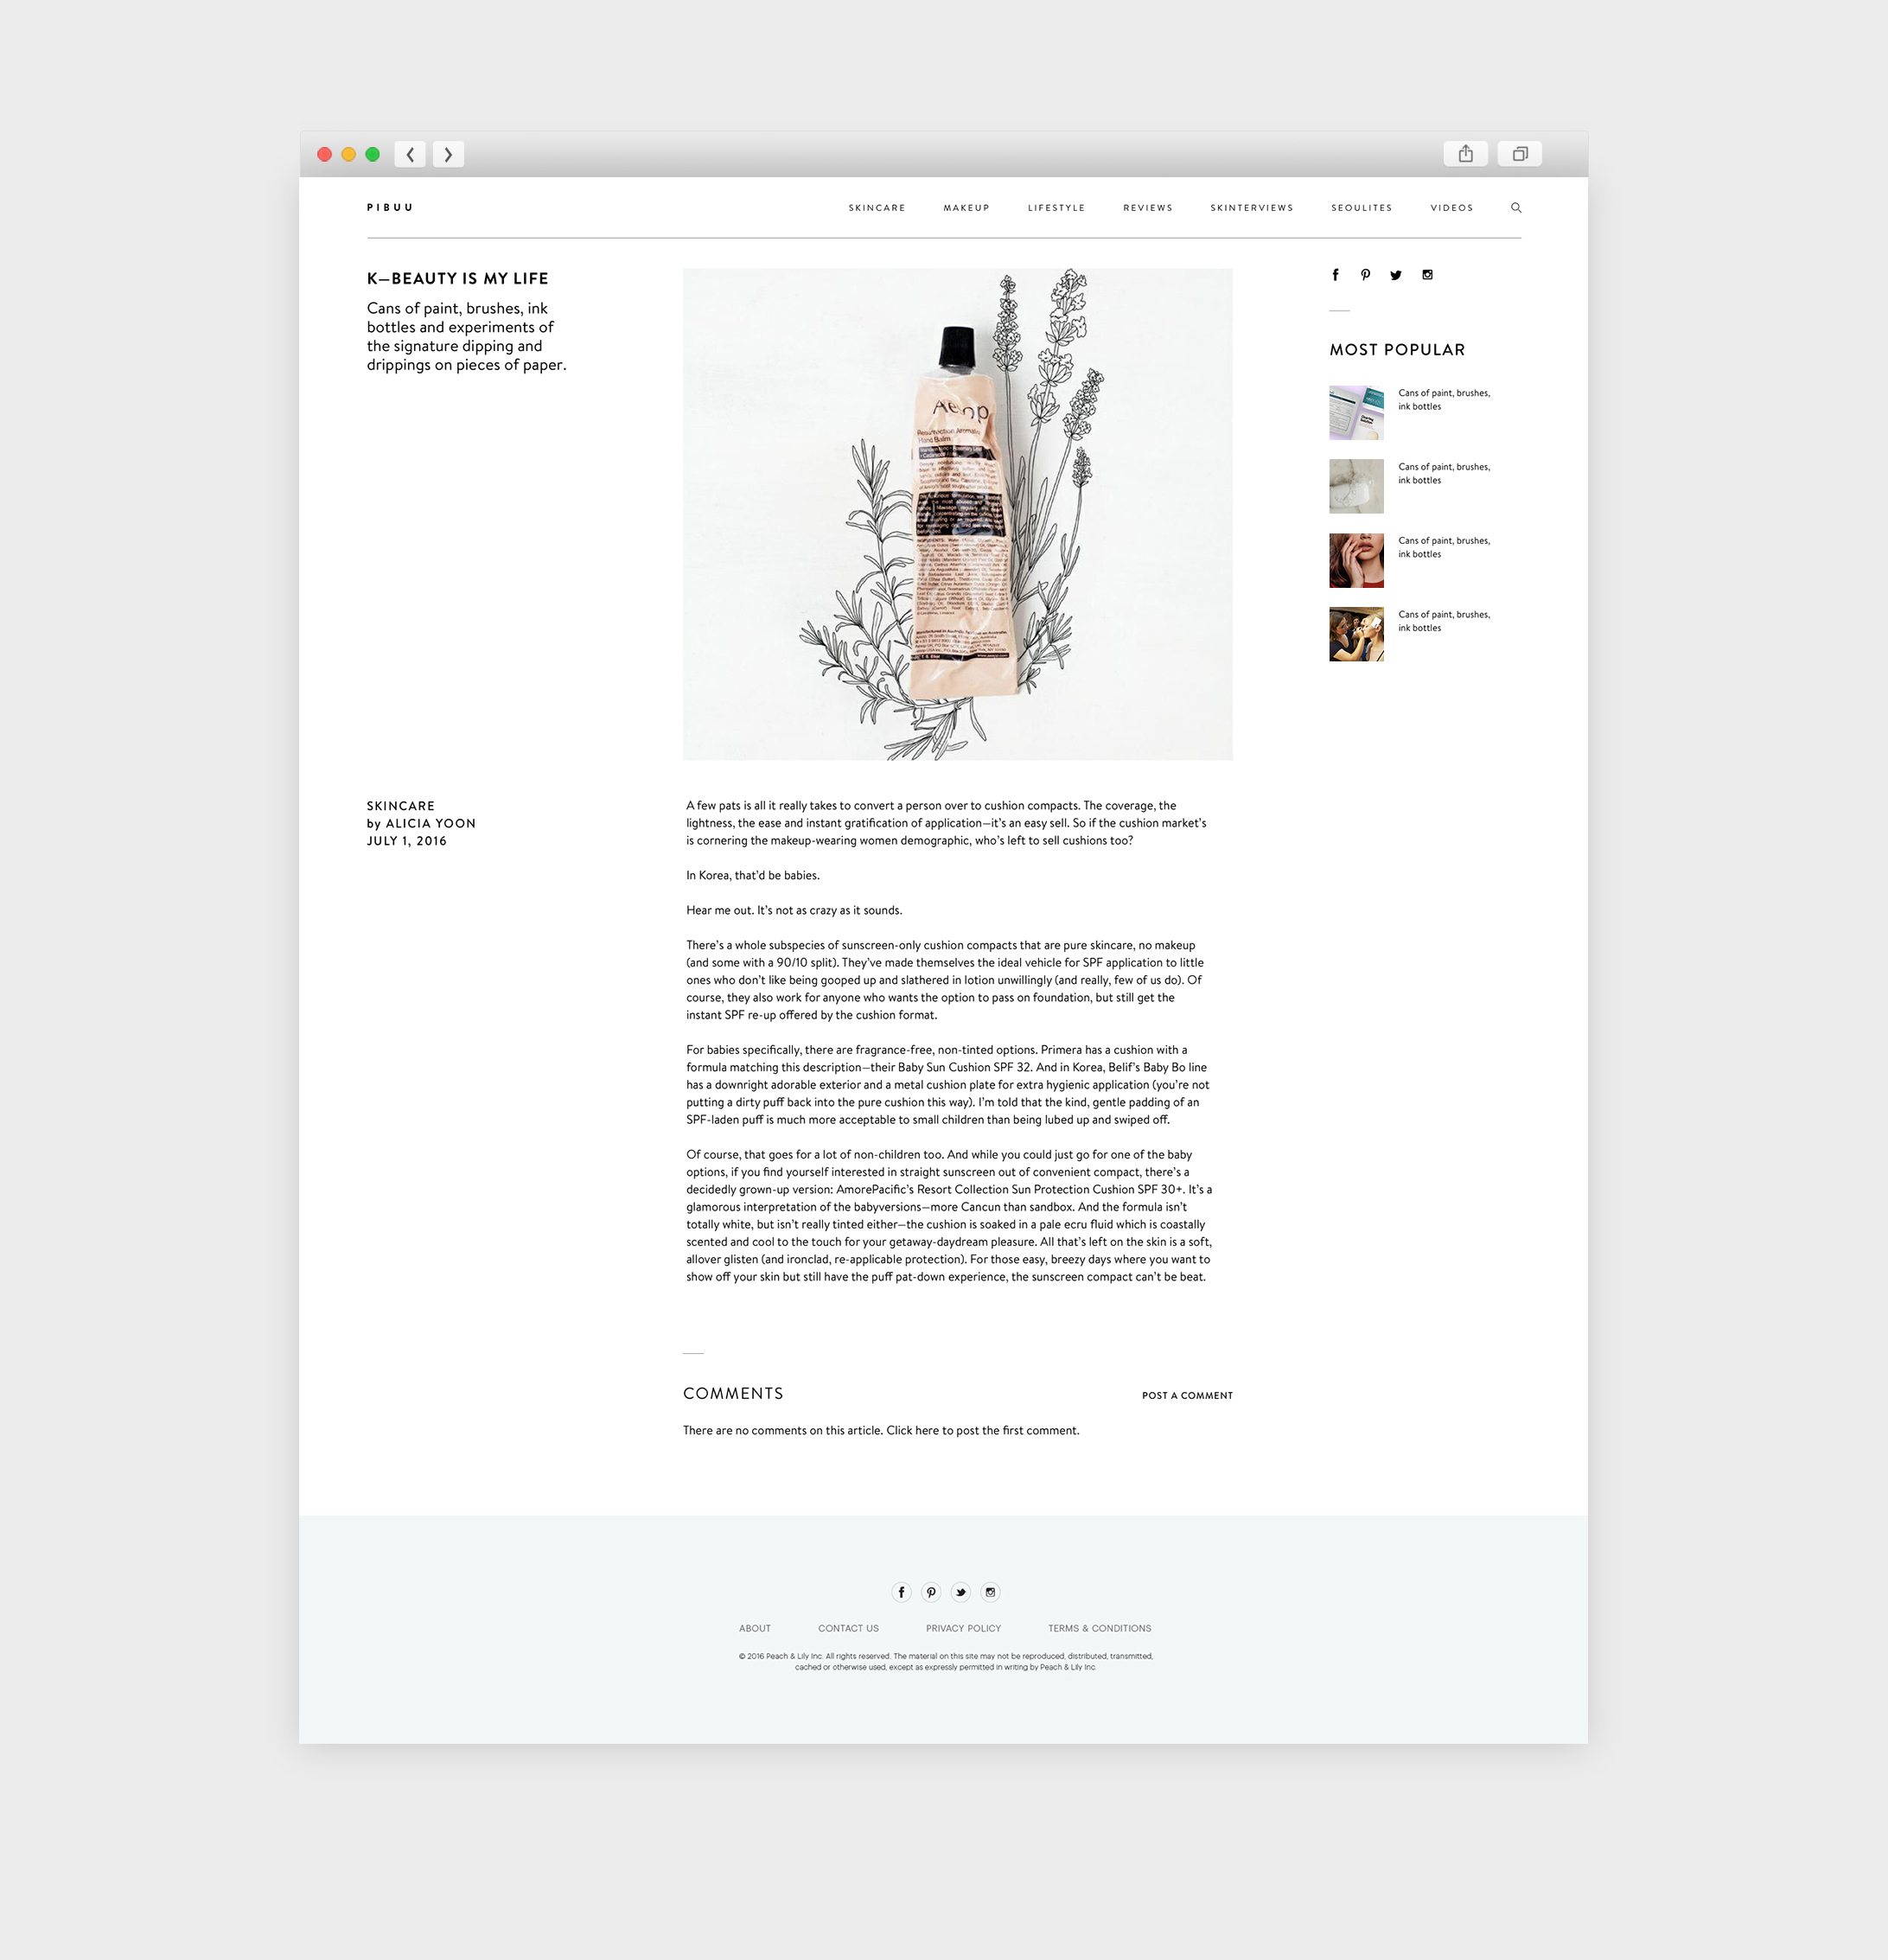 PIBUU
SKINCARE MAKEUP LIFESTYLE REVIEWS SKINTERVIEWS SEOULITES VIDEOS
K—BEAUTY IS MY LIFE
Cans of paint, brushes, ink
bottles and experiments of
the signature dipping and
drippings on pieces of paper.
Aesop
Resurrection Aromatic
Hand Balm
MOST POPULAR
Cans of paint, brushes,
ink bottles
Cans of paint, brushes,
ink bottles
Cans of paint, brushes,
ink bottles
Cans of paint, brushes,
ink bottles
SKINCARE
by ALICIA YOON
JULY 1, 2016
A few pats is all it really takes to convert a person over to cushion compacts. The coverage, the
lightness, the ease and instant gratification of application—it’s an easy sell. So if the cushion market’s
is cornering the makeup-wearing women demographic, who’s left to sell cushions too?
In Korea, that’d be babies.
Hear me out. It’s not as crazy as it sounds.
There’s a whole subspecies of sunscreen-only cushion compacts that are pure skincare, no makeup
(and some with a 90/10 split). They’ve made themselves the ideal vehicle for SPF application to little
ones who don’t like being gooped up and slathered in lotion unwillingly (and really, few of us do). Of
course, they also work for anyone who wants the option to pass on foundation, but still get the
instant SPF re-up offered by the cushion format.
For babies specifically, there are fragrance-free, non-tinted options. Primera has a cushion with a
formula matching this description—their Baby Sun Cushion SPF 32. And in Korea, Belif’s Baby Bo line
has a downright adorable exterior and a metal cushion plate for extra hygienic application (you’re not
putting a dirty puff back into the pure cushion this way). I’m told that the kind, gentle padding of an
SPF-laden puff is much more acceptable to small children than being lubed up and swiped off.
Of course, that goes for a lot of non-children too. And while you could just go for one of the baby
options, if you find yourself interested in straight sunscreen out of convenient compact, there’s a
decidedly grown-up version: AmorePacific’s Resort Collection Sun Protection Cushion SPF 30+. It’s a
glamorous interpretation of the babyversions—more Cancun than sandbox. And the formula isn’t
totally white, but isn’t really tinted either—the cushion is soaked in a pale ecru fluid which is coastally
scented and cool to the touch for your getaway-daydream pleasure. All that’s left on the skin is a soft,
allover glisten (and ironclad, re-applicable protection). For those easy, breezy days where you want to
show off your skin but still have the puff pat-down experience, the sunscreen compact can’t be beat.
COMMENTS
POST A COMMENT
There are no comments on this article. Click here to post the first comment.
ABOUT CONTACT US PRIVACY POLICY TERMS & CONDITIONS
© 2016 Peach & Lily Inc. All rights reserved. The material on this site may not be reproduced, distributed, transmitted,
cached or otherwise used, except as expressly permitted in writing by Peach & Lily Inc.